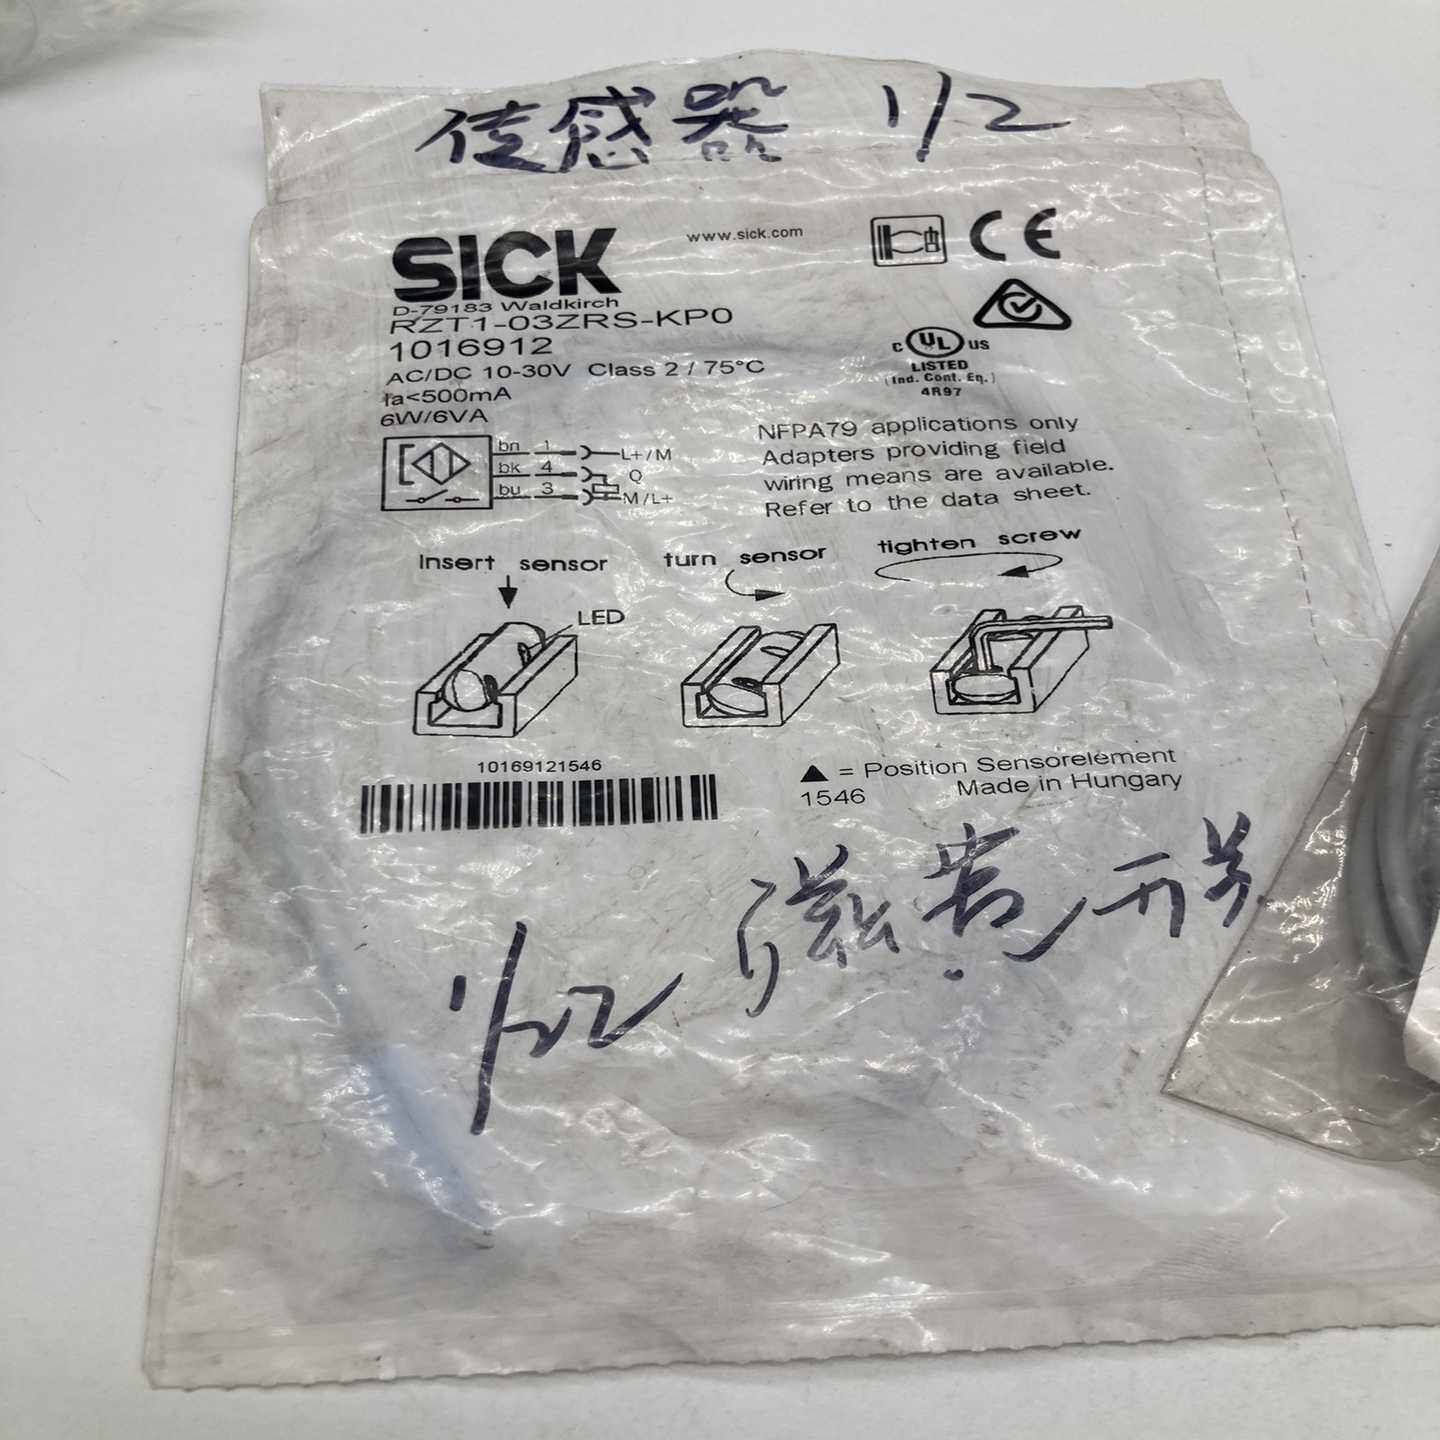 传感器 1/2
SICK
www.sick.com
CE
D-79183 Waldkirch
RZT1-03ZRS-KP0
1016912
AC/DC 10-30V Class 2 / 75°C
Ia<500mA
6W/6VA
C UL US
LISTED
(Ind. Cont. Eq.)
4R97
bn 1 L+/M
bk 4 Q
bu 3 M/L+
NFPA79 applications only
Adapters providing field
wiring means are available.
Refer to the data sheet.
Insert sensor
turn sensor
tighten screw
LED
10169121546
▲ = Position Sensorelement
1546 Made in Hungary
开关